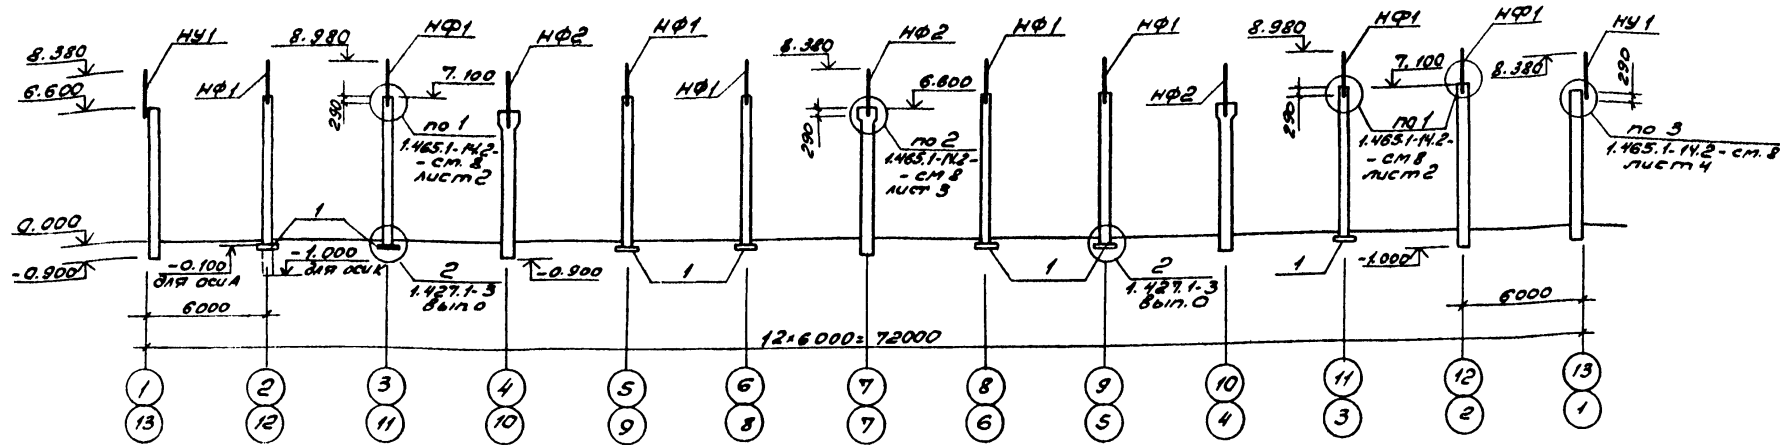 НУ1
8.380
6.600
НФ1
8.980
НФ1
7.100
290
по 1
1.465.1-14.2-
- см. 8
лист 2
НФ2
НФ1
НФ1
8.380
НФ2
6.600
290
по 2
1.465.1-14.2-
- см 8
лист 3
НФ1
НФ1
НФ2
8.980
НФ1
7.100
290
по 1
1.465.1-14.2-
- см 8
лист 2
НФ1
8.380
НУ1
290
по 3
1.465.1-14.2-см. 8
лист 4
0.000
-0.900
1
-0.100
для оси А
-1.000
для оси К
2
1.427.1-3
Вып. 0
-0.900
1
1
2
1.427.1-3
Вып. 0
1
-1.000
6000
6000
12×6000=72000
1 2 3 4 5 6 7 8 9 10 11 12 13
13 12 11 10 9 8 7 6 5 4 3 2 1